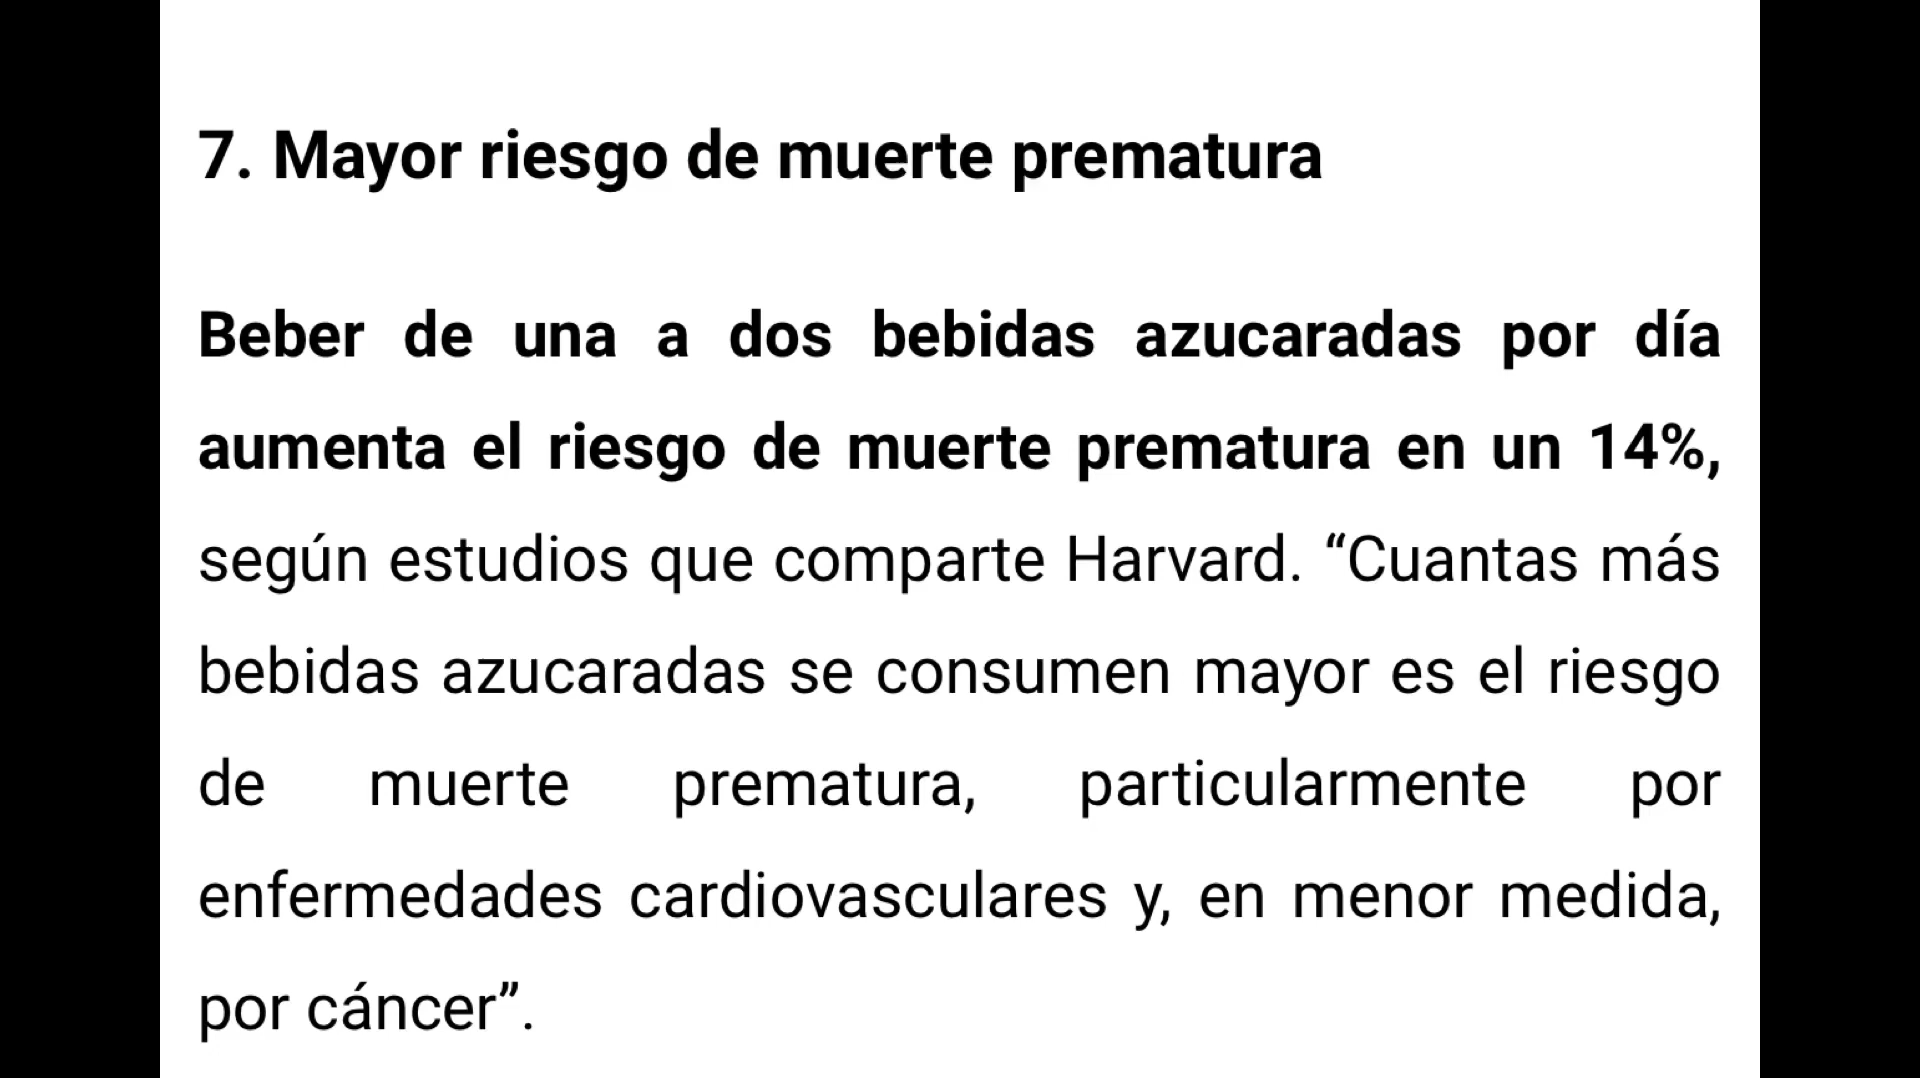 7. Mayor riesgo de muerte prematura
Beber de una a dos bebidas azucaradas por día
aumenta el riesgo de muerte prematura en un 14%,
según estudios que comparte Harvard. “Cuantas más
bebidas azucaradas se consumen mayor es el riesgo
de muerte prematura, particularmente por
enfermedades cardiovasculares y, en menor medida,
por cáncer”.